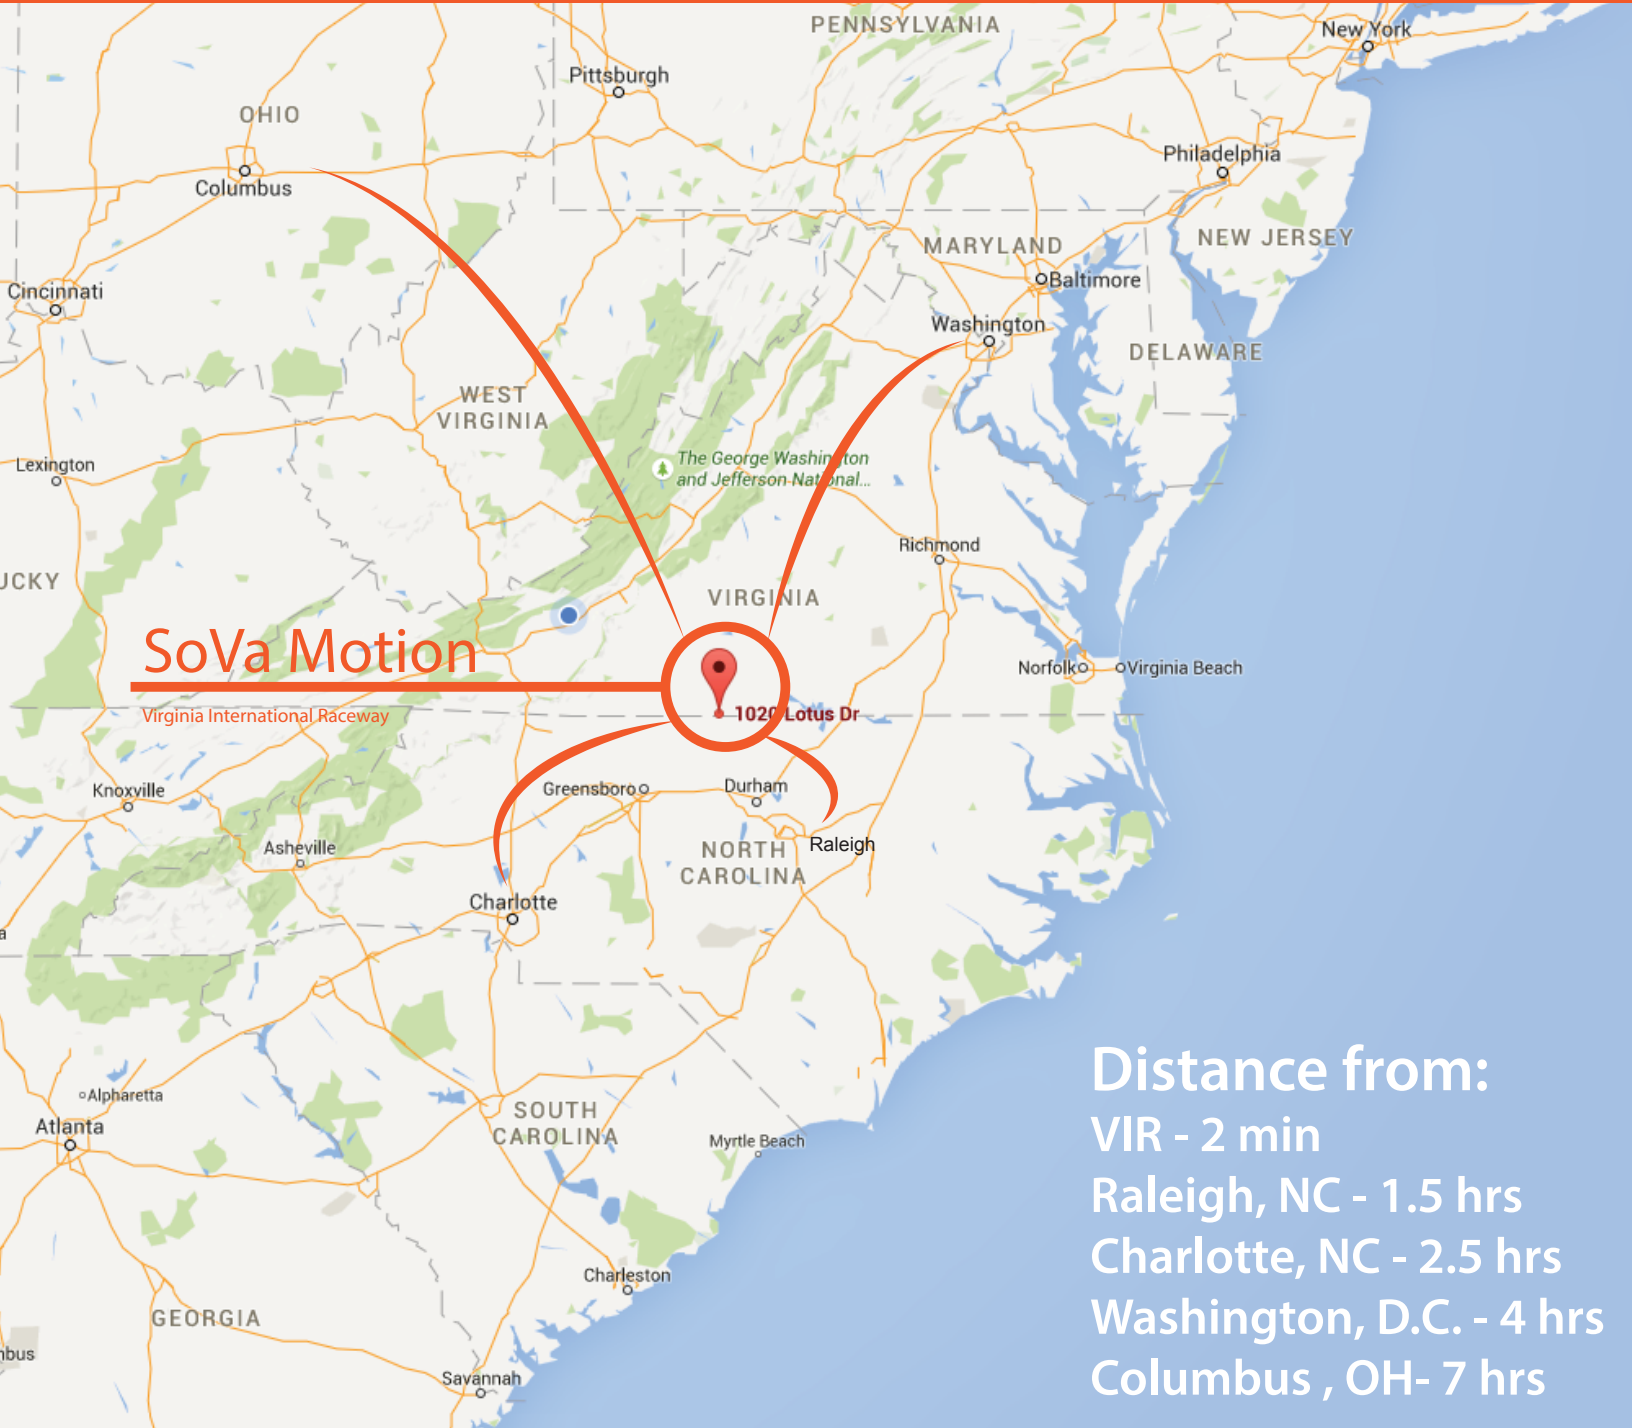 PENNSYLVANIA
New York
Pittsburgh
OHIO
Philadelphia
Columbus
NEW JERSEY
MARYLAND
Baltimore
Cincinnati
Washington
DELAWARE
WEST
VIRGINIA
The George Washington
and Jefferson National...
Lexington
Richmond
UCKY
VIRGINIA
SoVa Motion
Norfolk
Virginia Beach
Virginia International Raceway
1020 Lotus Dr
Knoxville
Greensboro
Durham
Asheville
Raleigh
NORTH
CAROLINA
Charlotte
a
Alpharetta
Atlanta
SOUTH
CAROLINA
Myrtle Beach
Charleston
GEORGIA
nbus
Savannah
Distance from:
VIR - 2 min
Raleigh, NC - 1.5 hrs
Charlotte, NC - 2.5 hrs
Washington, D.C. - 4 hrs
Columbus , OH- 7 hrs